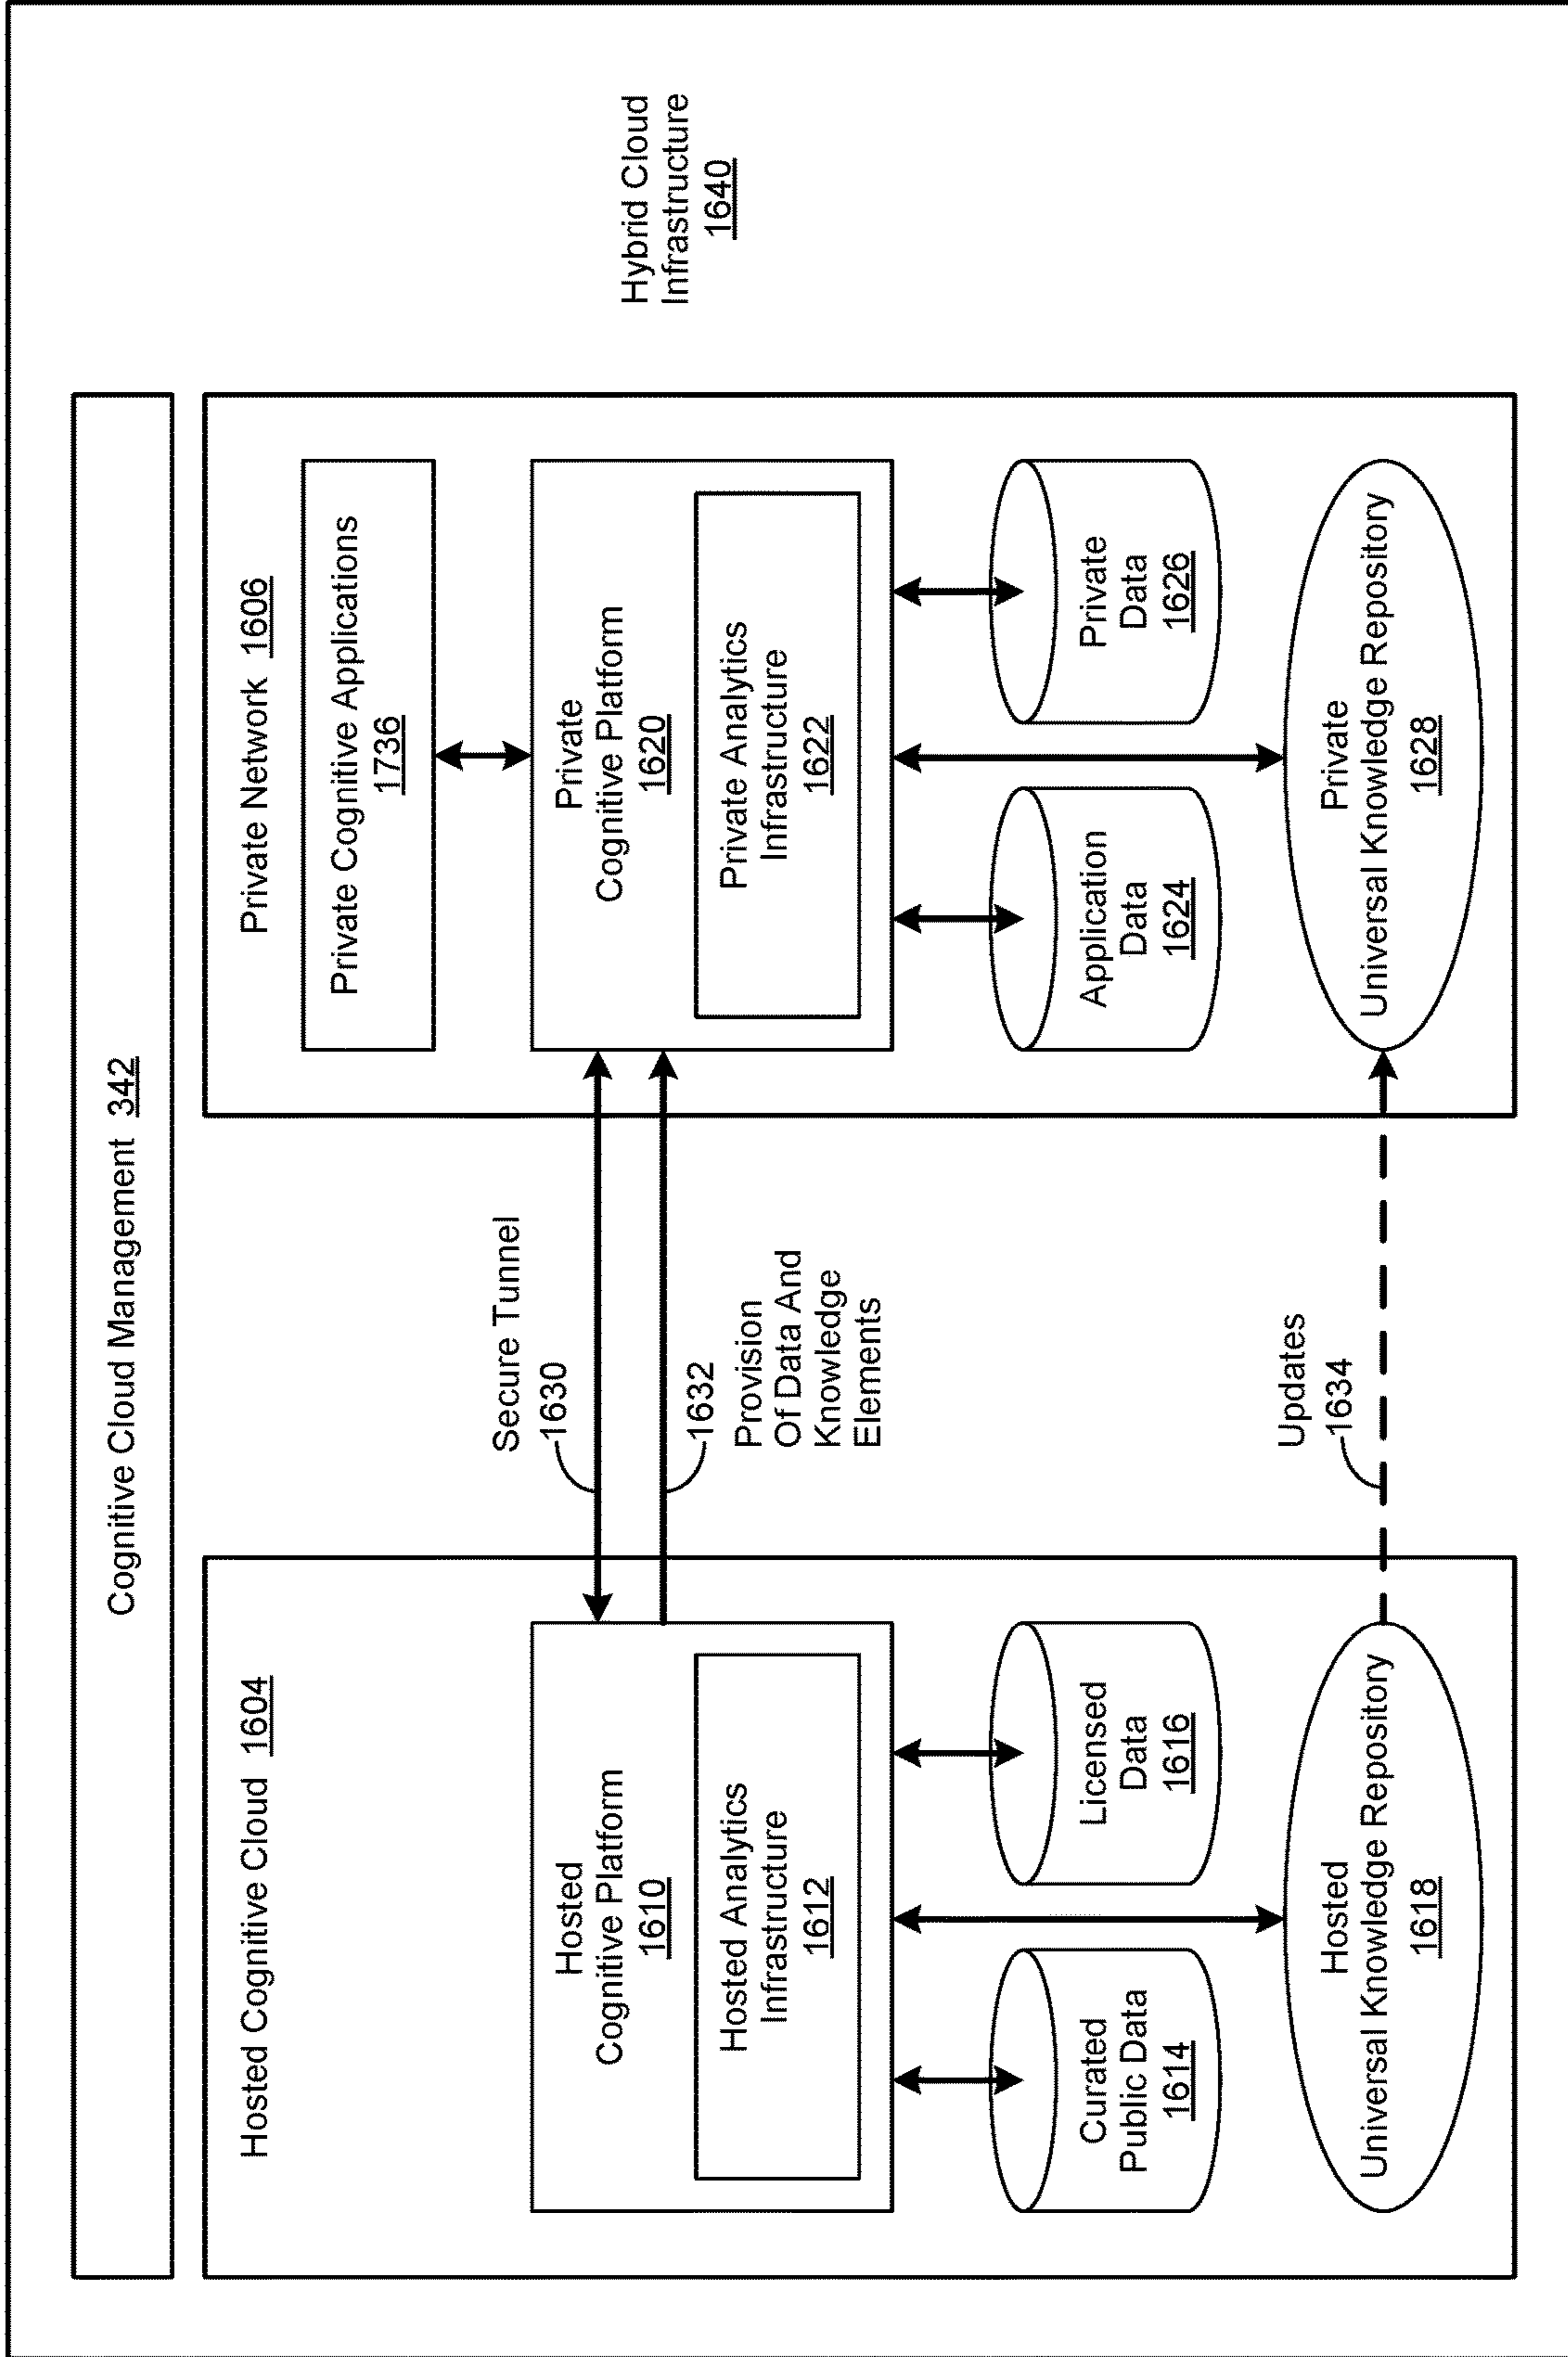 Cognitive Cloud Management 342
Hosted Cognitive Cloud 1604
Hosted
Cognitive Platform
1610
Hosted Analytics
Infrastructure
1612
Curated
Public Data
1614
Licensed
Data
1616
Hosted
Universal Knowledge Repository
1618
Secure Tunnel
1630
1632
Provision
Of Data And
Knowledge
Elements
Updates
1634
Private Network 1606
Private Cognitive Applications
1736
Private
Cognitive Platform
1620
Private Analytics
Infrastructure
1622
Application
Data
1624
Private
Data
1626
Private
Universal Knowledge Repository
1628
Hybrid Cloud
Infrastructure
1640